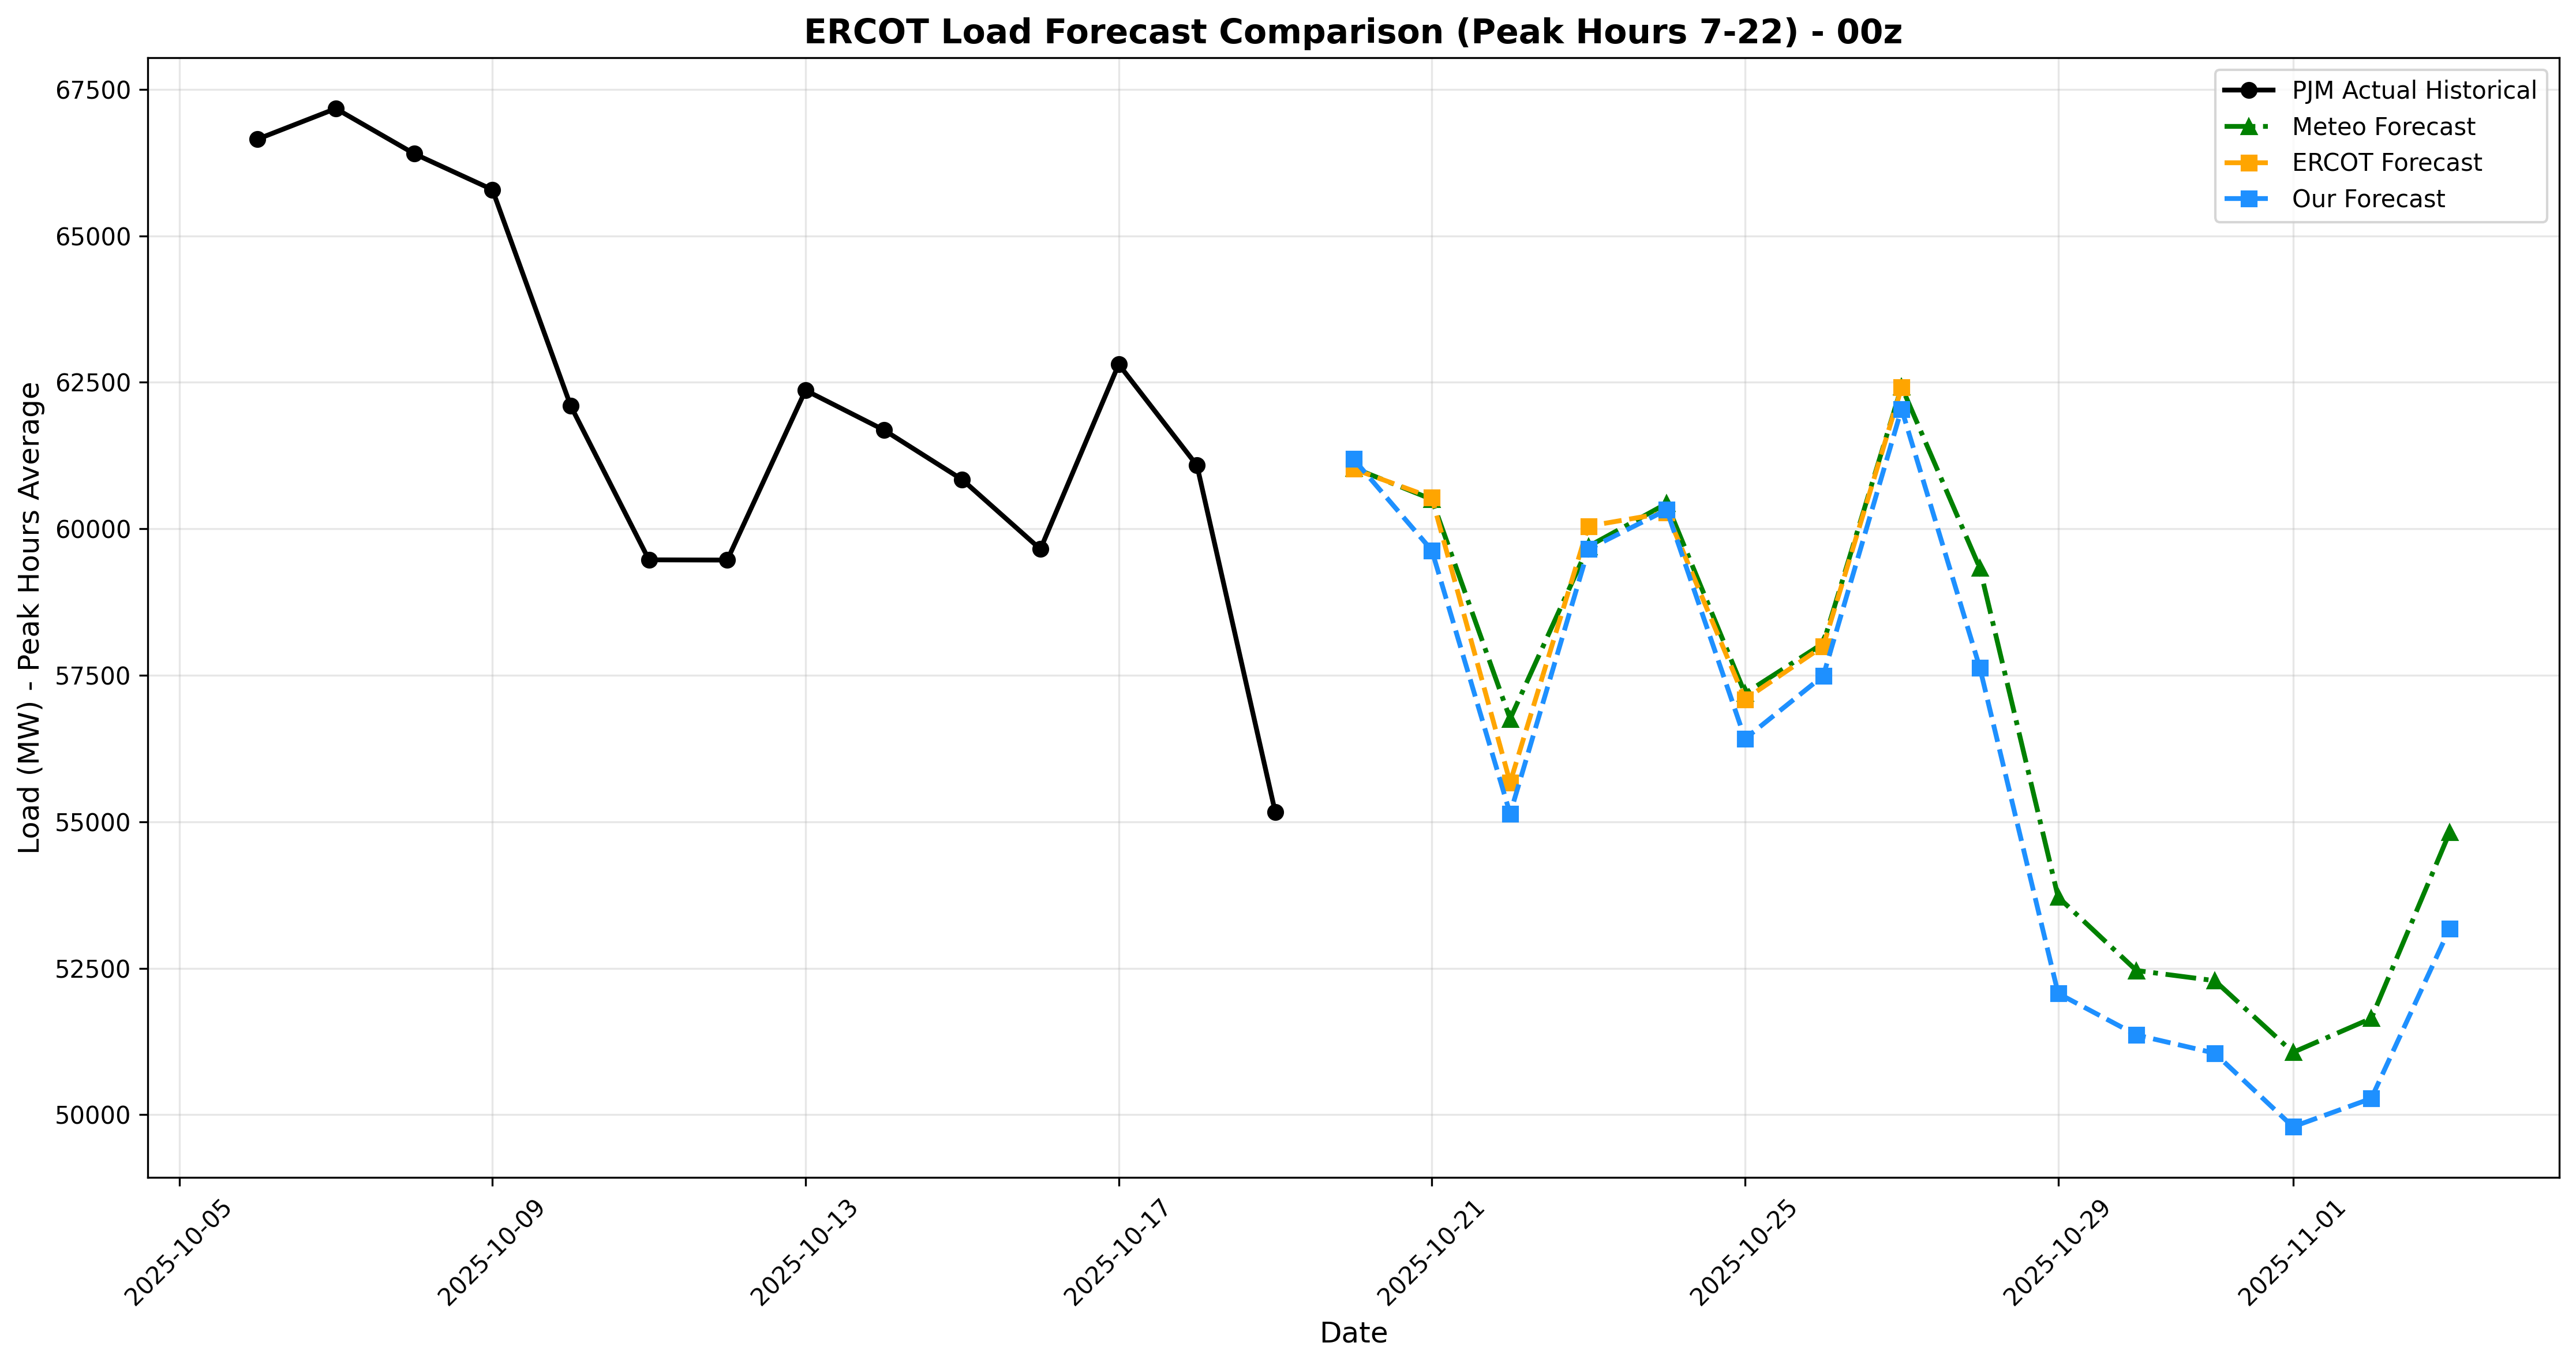 ERCOT Load Forecast Comparison (Peak Hours 7-22) - 00z
PJM Actual Historical
Meteo Forecast
ERCOT Forecast
Our Forecast
Load (MW) - Peak Hours Average
67500
65000
62500
60000
57500
55000
52500
50000
2025-10-05
2025-10-09
2025-10-13
2025-10-17
2025-10-21
2025-10-25
2025-10-29
2025-11-01
Date